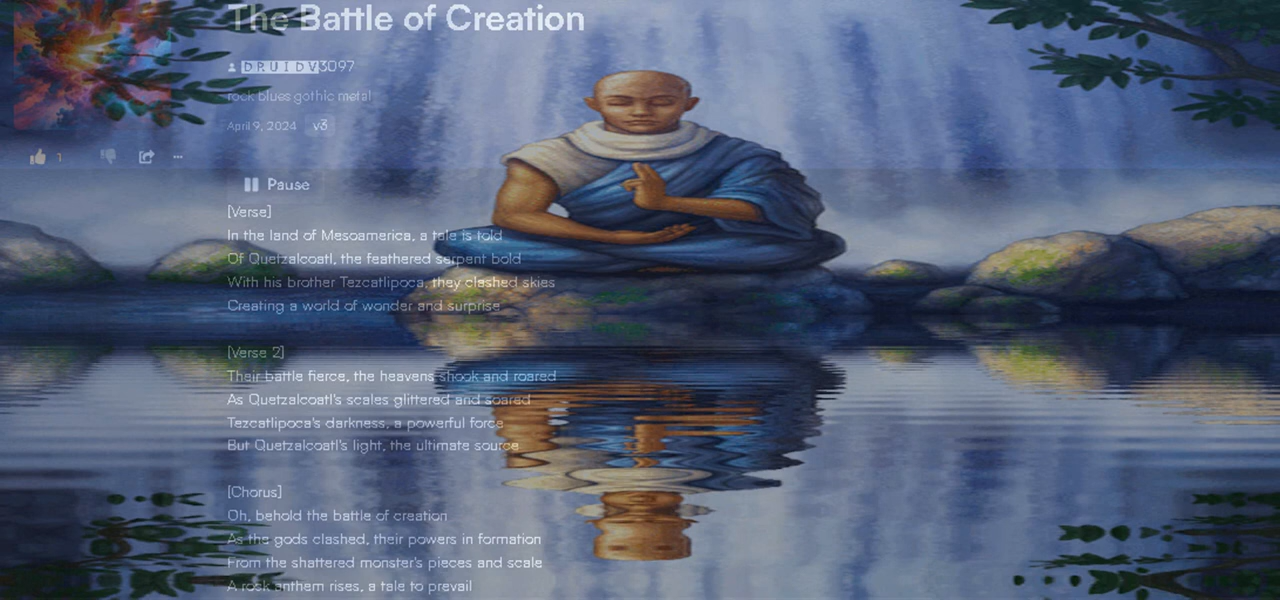 The Battle of Creation
DRUIDV3097
rock blues gothic metal
April 9, 2024 v3
1
Pause
[Verse]
In the land of Mesoamerica, a tale is told
Of Quetzalcoatl, the feathered serpent bold
With his brother Tezcatlipoca, they clashed skies
Creating a world of wonder and surprise
[Verse 2]
Their battle fierce, the heavens shook and roared
As Quetzalcoatl's scales glittered and soared
Tezcatlipoca's darkness, a powerful force
But Quetzalcoatl's light, the ultimate source
[Chorus]
Oh, behold the battle of creation
As the gods clashed, their powers in formation
From the shattered monster's pieces and scale
A rock anthem rises, a tale to prevail